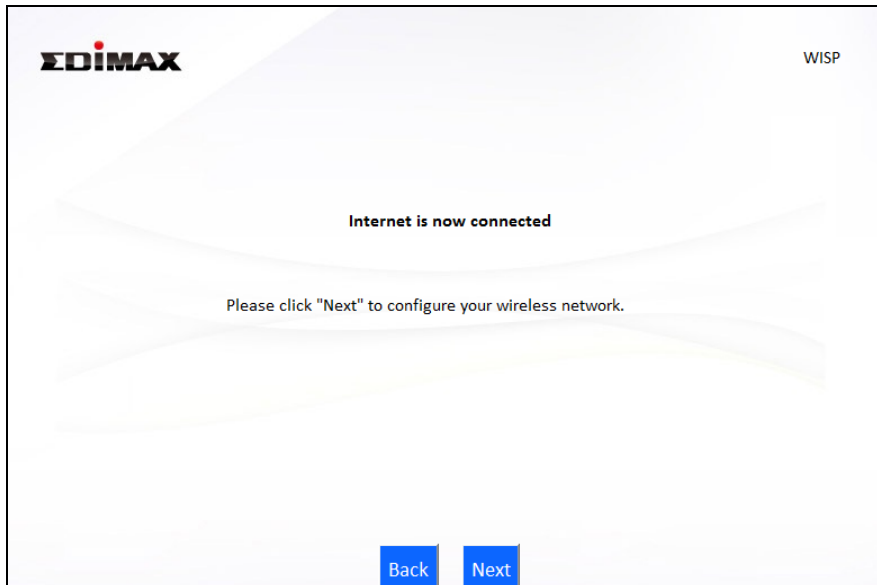 EDIMAX
WISP
Internet is now connected
Please click "Next" to configure your wireless network.
Back Next